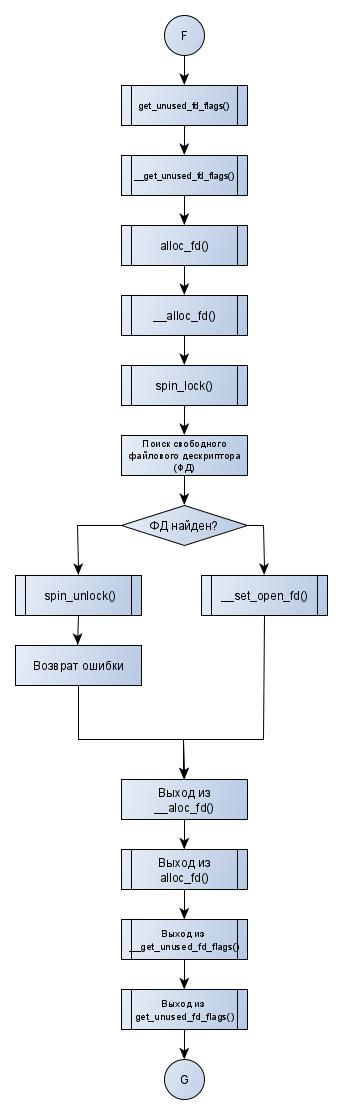 F
get_unused_fd_flags()
__get_unused_fd_flags()
alloc_fd()
__alloc_fd()
spin_lock()
Поиск свободного
файлового дескриптора
(ФД)
ФД найден?
spin_unlock()
__set_open_fd()
Возврат ошибки
Выход из
__aloc_fd()
Выход из
alloc_fd()
Выход из
__get_unused_fd_flags()
Выход из
get_unused_fd_flags()
G